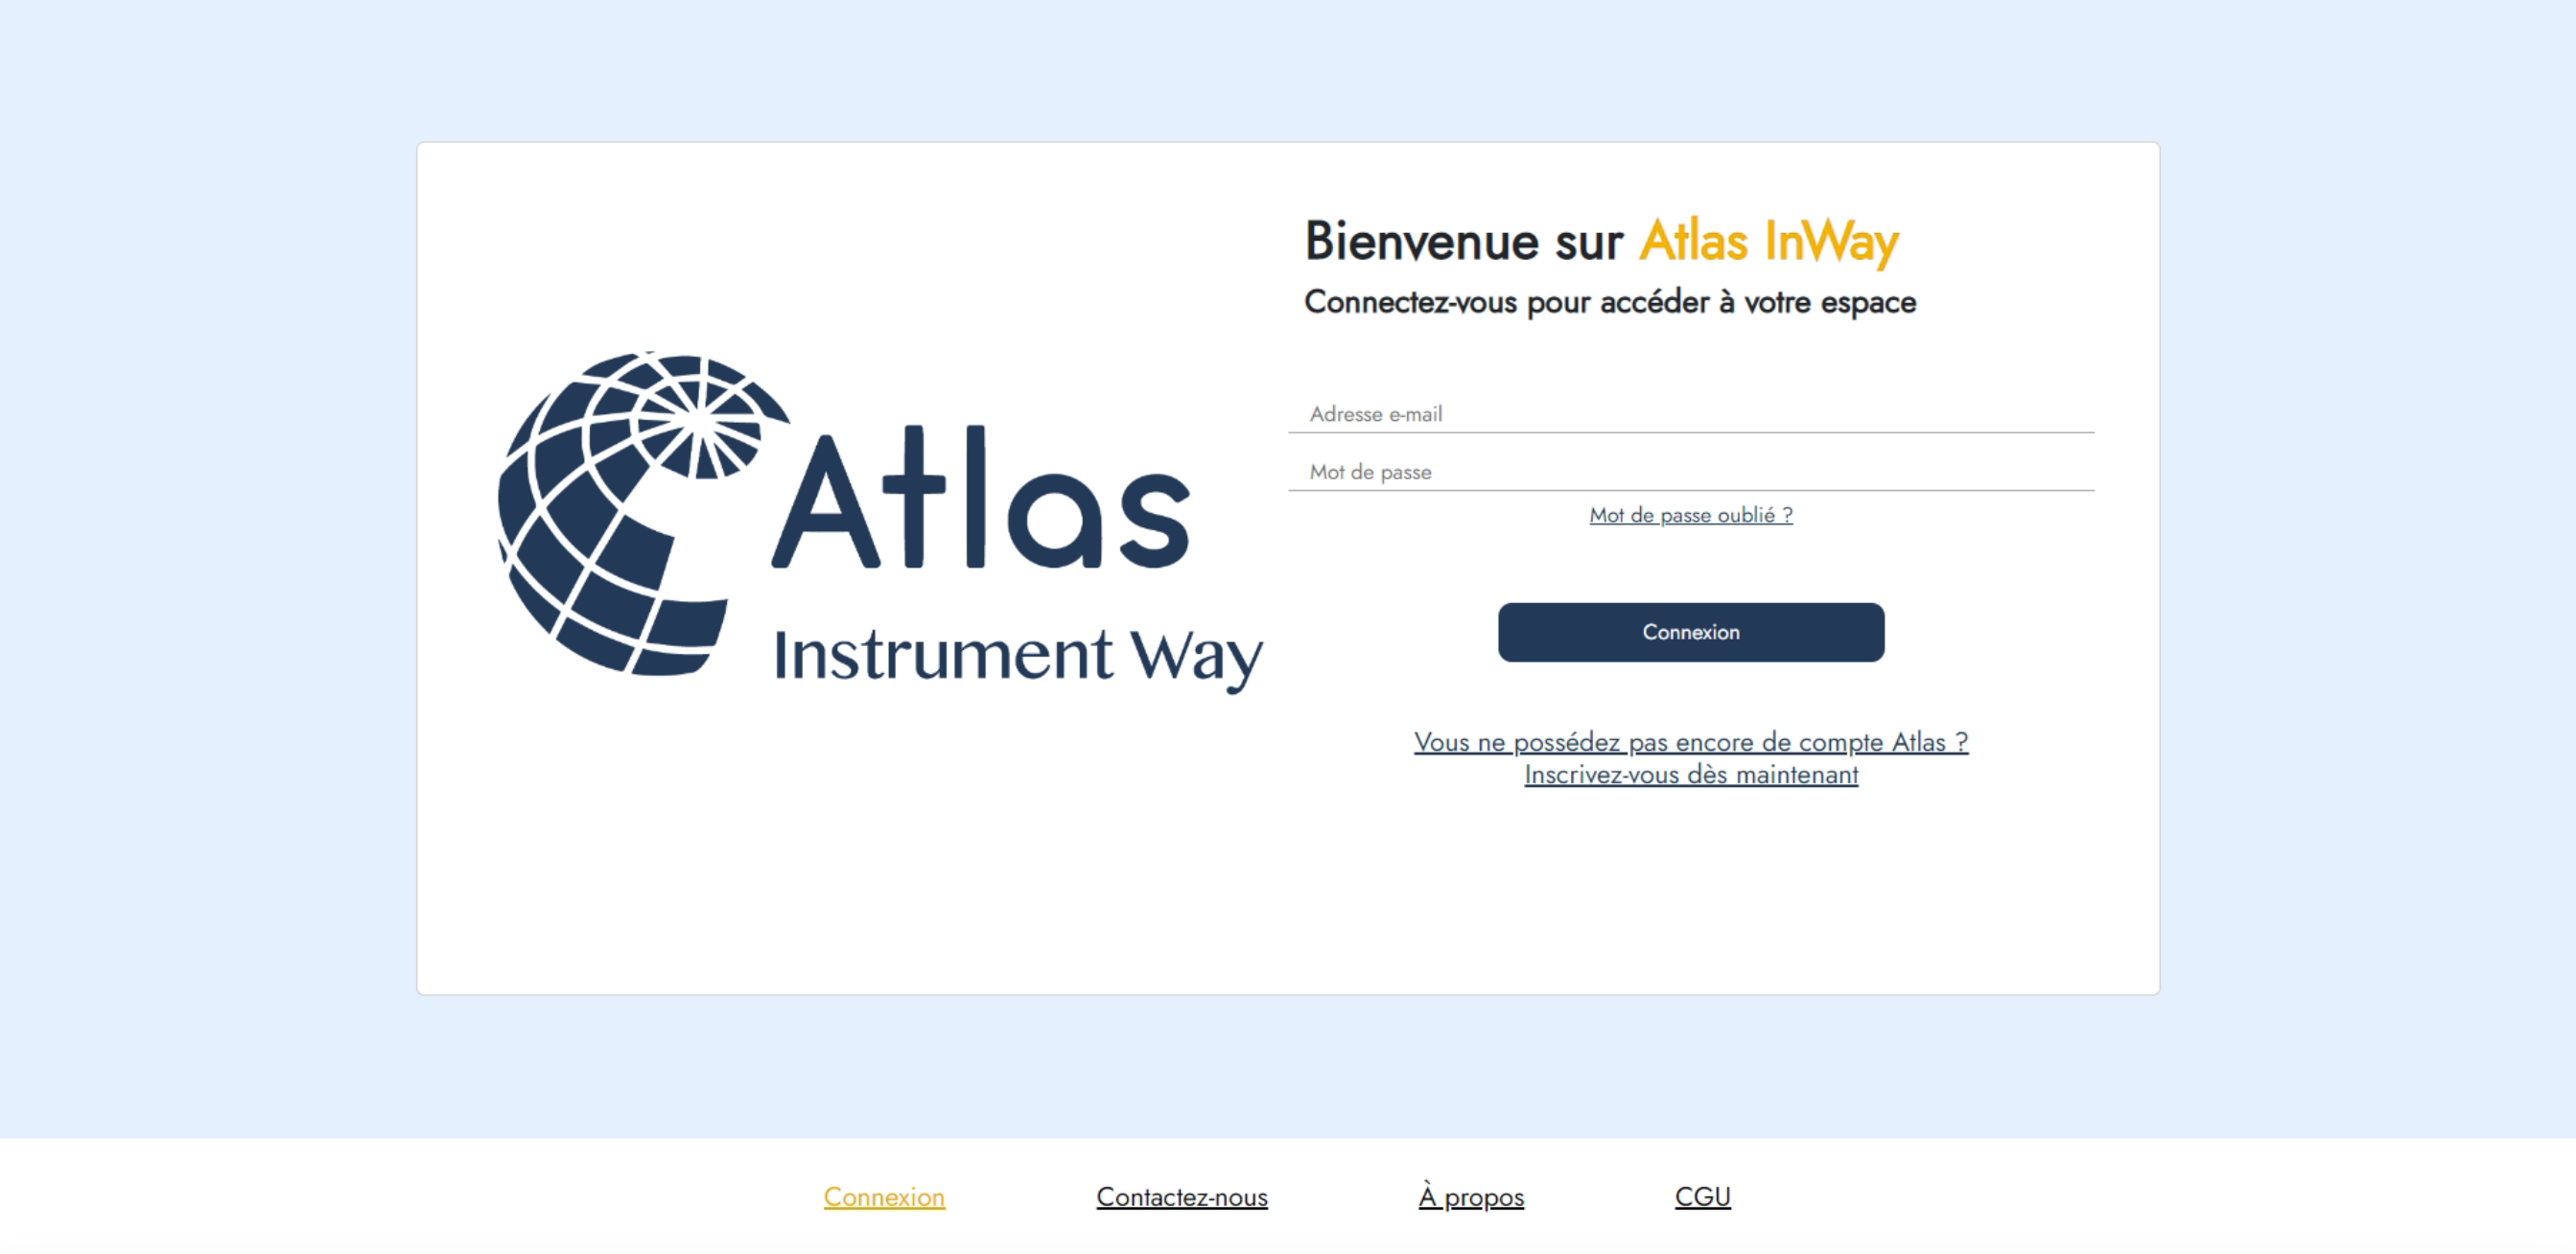 Atlas
Instrument Way
Bienvenue sur Atlas InWay
Connectez-vous pour accéder à votre espace
Adresse e-mail
Mot de passe
Mot de passe oublié ?
Connexion
Vous ne possédez pas encore de compte Atlas ?
Inscrivez-vous dès maintenant
Connexion
Contactez-nous
À propos
CGU